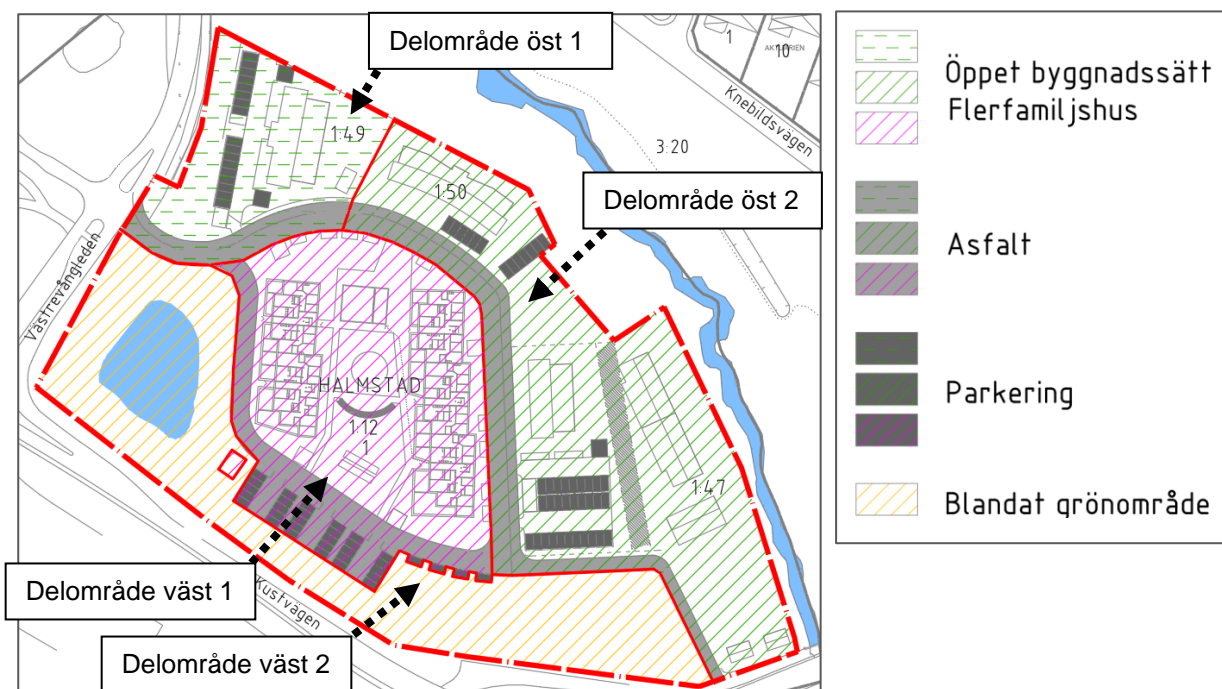 Delområde öst 1
1
AKTURIEN
10
Knebildsvägen
3:20
1:49
1:50
Delområde öst 2
Västrevångleden
HALMSTAD
1:12
1
1:47
Delområde väst 1
Kustvägen
Delområde väst 2
Öppet byggnadssätt
Flerfamiljshus
Asfalt
Parkering
Blandat grönområde